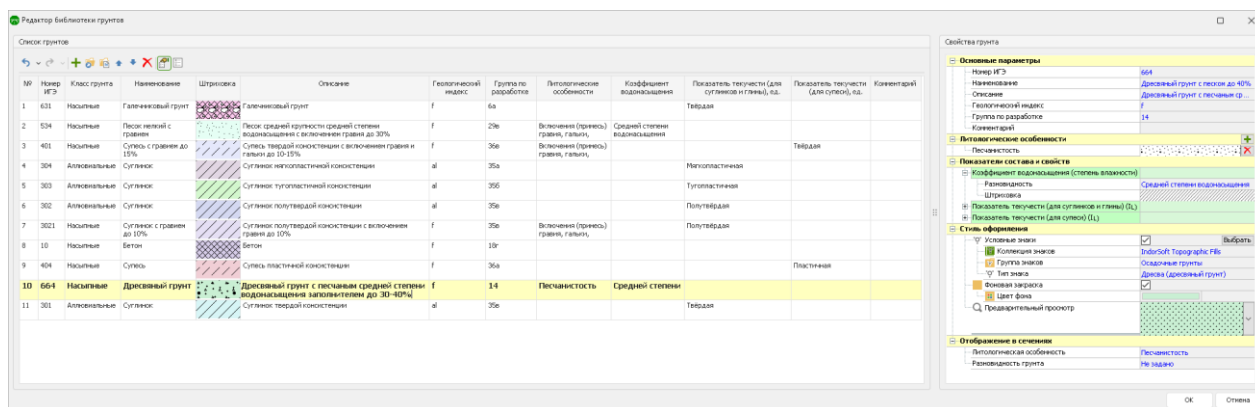 Редактор библиотеки грунтов
Список грунтов
№ Номер ИГЭ Класс грунта Наименование Штриховка Описание Геологический индекс Группа по разработке Литологические особенности Коэффициент водонасыщения Показатель текучести (для суглинков и глины), ед. Показатель текучести (для супеси), ед. Комментарий
1 631 Насыпные Галечниковый грунт Галечниковый грунт f 6а Твёрдая
2 534 Насыпные Песок мелкий с гравием Песок средней крупности средней степени водонасыщения с включением гравия до 30% f 29в Включения (принесь) гравия, гальки, Средней степени водонасыщения
3 401 Насыпные Супесь с гравием до 15% Супесь твердой консистенции с включением гравия и гальки до 10-15% f 36в Включения (принесь) гравия, гальки, Твёрдая
4 304 Аллювиальные Суглинок Суглинок мягкопластичной консистенции al 35а Мягкопластичная
5 303 Аллювиальные Суглинок Суглинок тугопластичной консистенции al 35б Тугопластичная
6 302 Аллювиальные Суглинок Суглинок полутвердой консистенции al 35в Полутвёрдая
7 3021 Насыпные Суглинок с гравием до 10% Суглинок полутвердой консистенции с включением гравия до 10% f 35в Включения (принесь) гравия, гальки, Полутвёрдая
8 10 Насыпные Бетон Бетон f 18г
9 404 Насыпные Супесь Супесь пластичной консистенции f 36а Пластичная
10 664 Насыпные Дресвяный грунт Дресвяный грунт с песчаным средней степени водонасыщения заполнителем до 30-40% f 14 Песчанистость Средней степени
11 301 Аллювиальные Суглинок Суглинок твердой консистенции al 35в Твёрдая
Свойства грунта
Основные параметры
Номер ИГЭ 664
Наименование Дресвяный грунт с песком до 40%
Описание Дресвяный грунт с песчаным ср...
Геологический индекс f
Группа по разработке 14
Комментарий
Литологические особенности
Песчанистость
Показатели состава и свойств
Коэффициент водонасыщения (степень влажности)
Разновидность Средней степени водонасыщения
Штриховка
Показатель текучести (для суглинков и глины) (IL)
Показатель текучести (для супеси) (IL)
Стиль оформления
Условные знаки Выбрать
Коллекция знаков IndorSoft Topographic Fills
Группа знаков Осадочные грунты
Тип знака Дресва (дресвяный грунт)
Фоновая закраска
Цвет фона
Предварительный просмотр
Отображение в сечениях
Литологическая особенность Песчанистость
Разновидность грунта Не задано
ОК Отмена